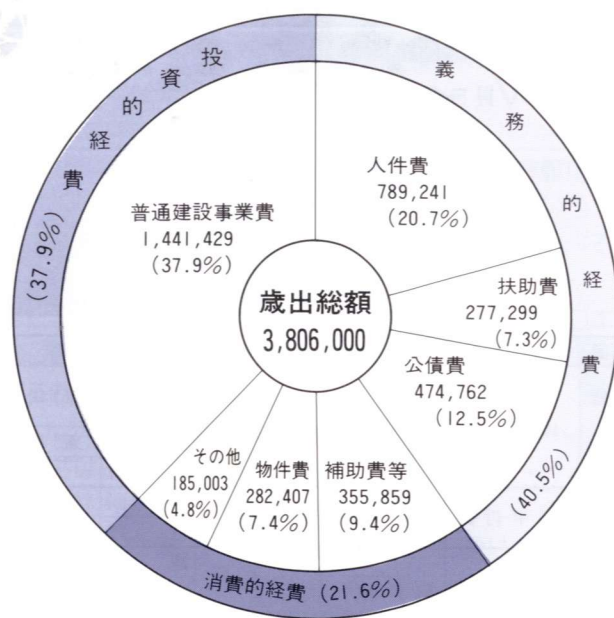 歳出総額
3,806,000
義務的経費
(40.5%)
人件費
789,241
(20.7%)
扶助費
277,299
(7.3%)
公債費
474,762
(12.5%)
消費的経費 (21.6%)
補助費等
355,859
(9.4%)
物件費
282,407
(7.4%)
その他
185,003
(4.8%)
投資的経費
(37.9%)
普通建設事業費
1,441,429
(37.9%)